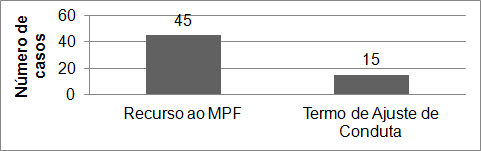 Número de
casos
60
40
20
0
45
15
Recurso ao MPF
Termo de Ajuste de
Conduta